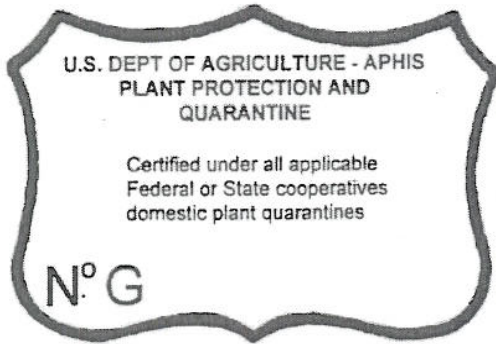 U.S. DEPT OF AGRICULTURE - APHIS
PLANT PROTECTION AND
QUARANTINE
Certified under all applicable
Federal or State cooperatives
domestic plant quarantines
Nº G